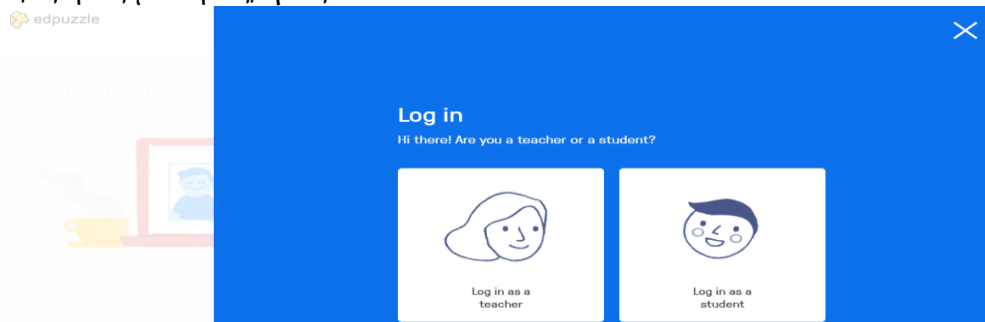 edpuzzle
Log in
Hi there! Are you a teacher or a student?
Log in as a
teacher
Log in as a
student